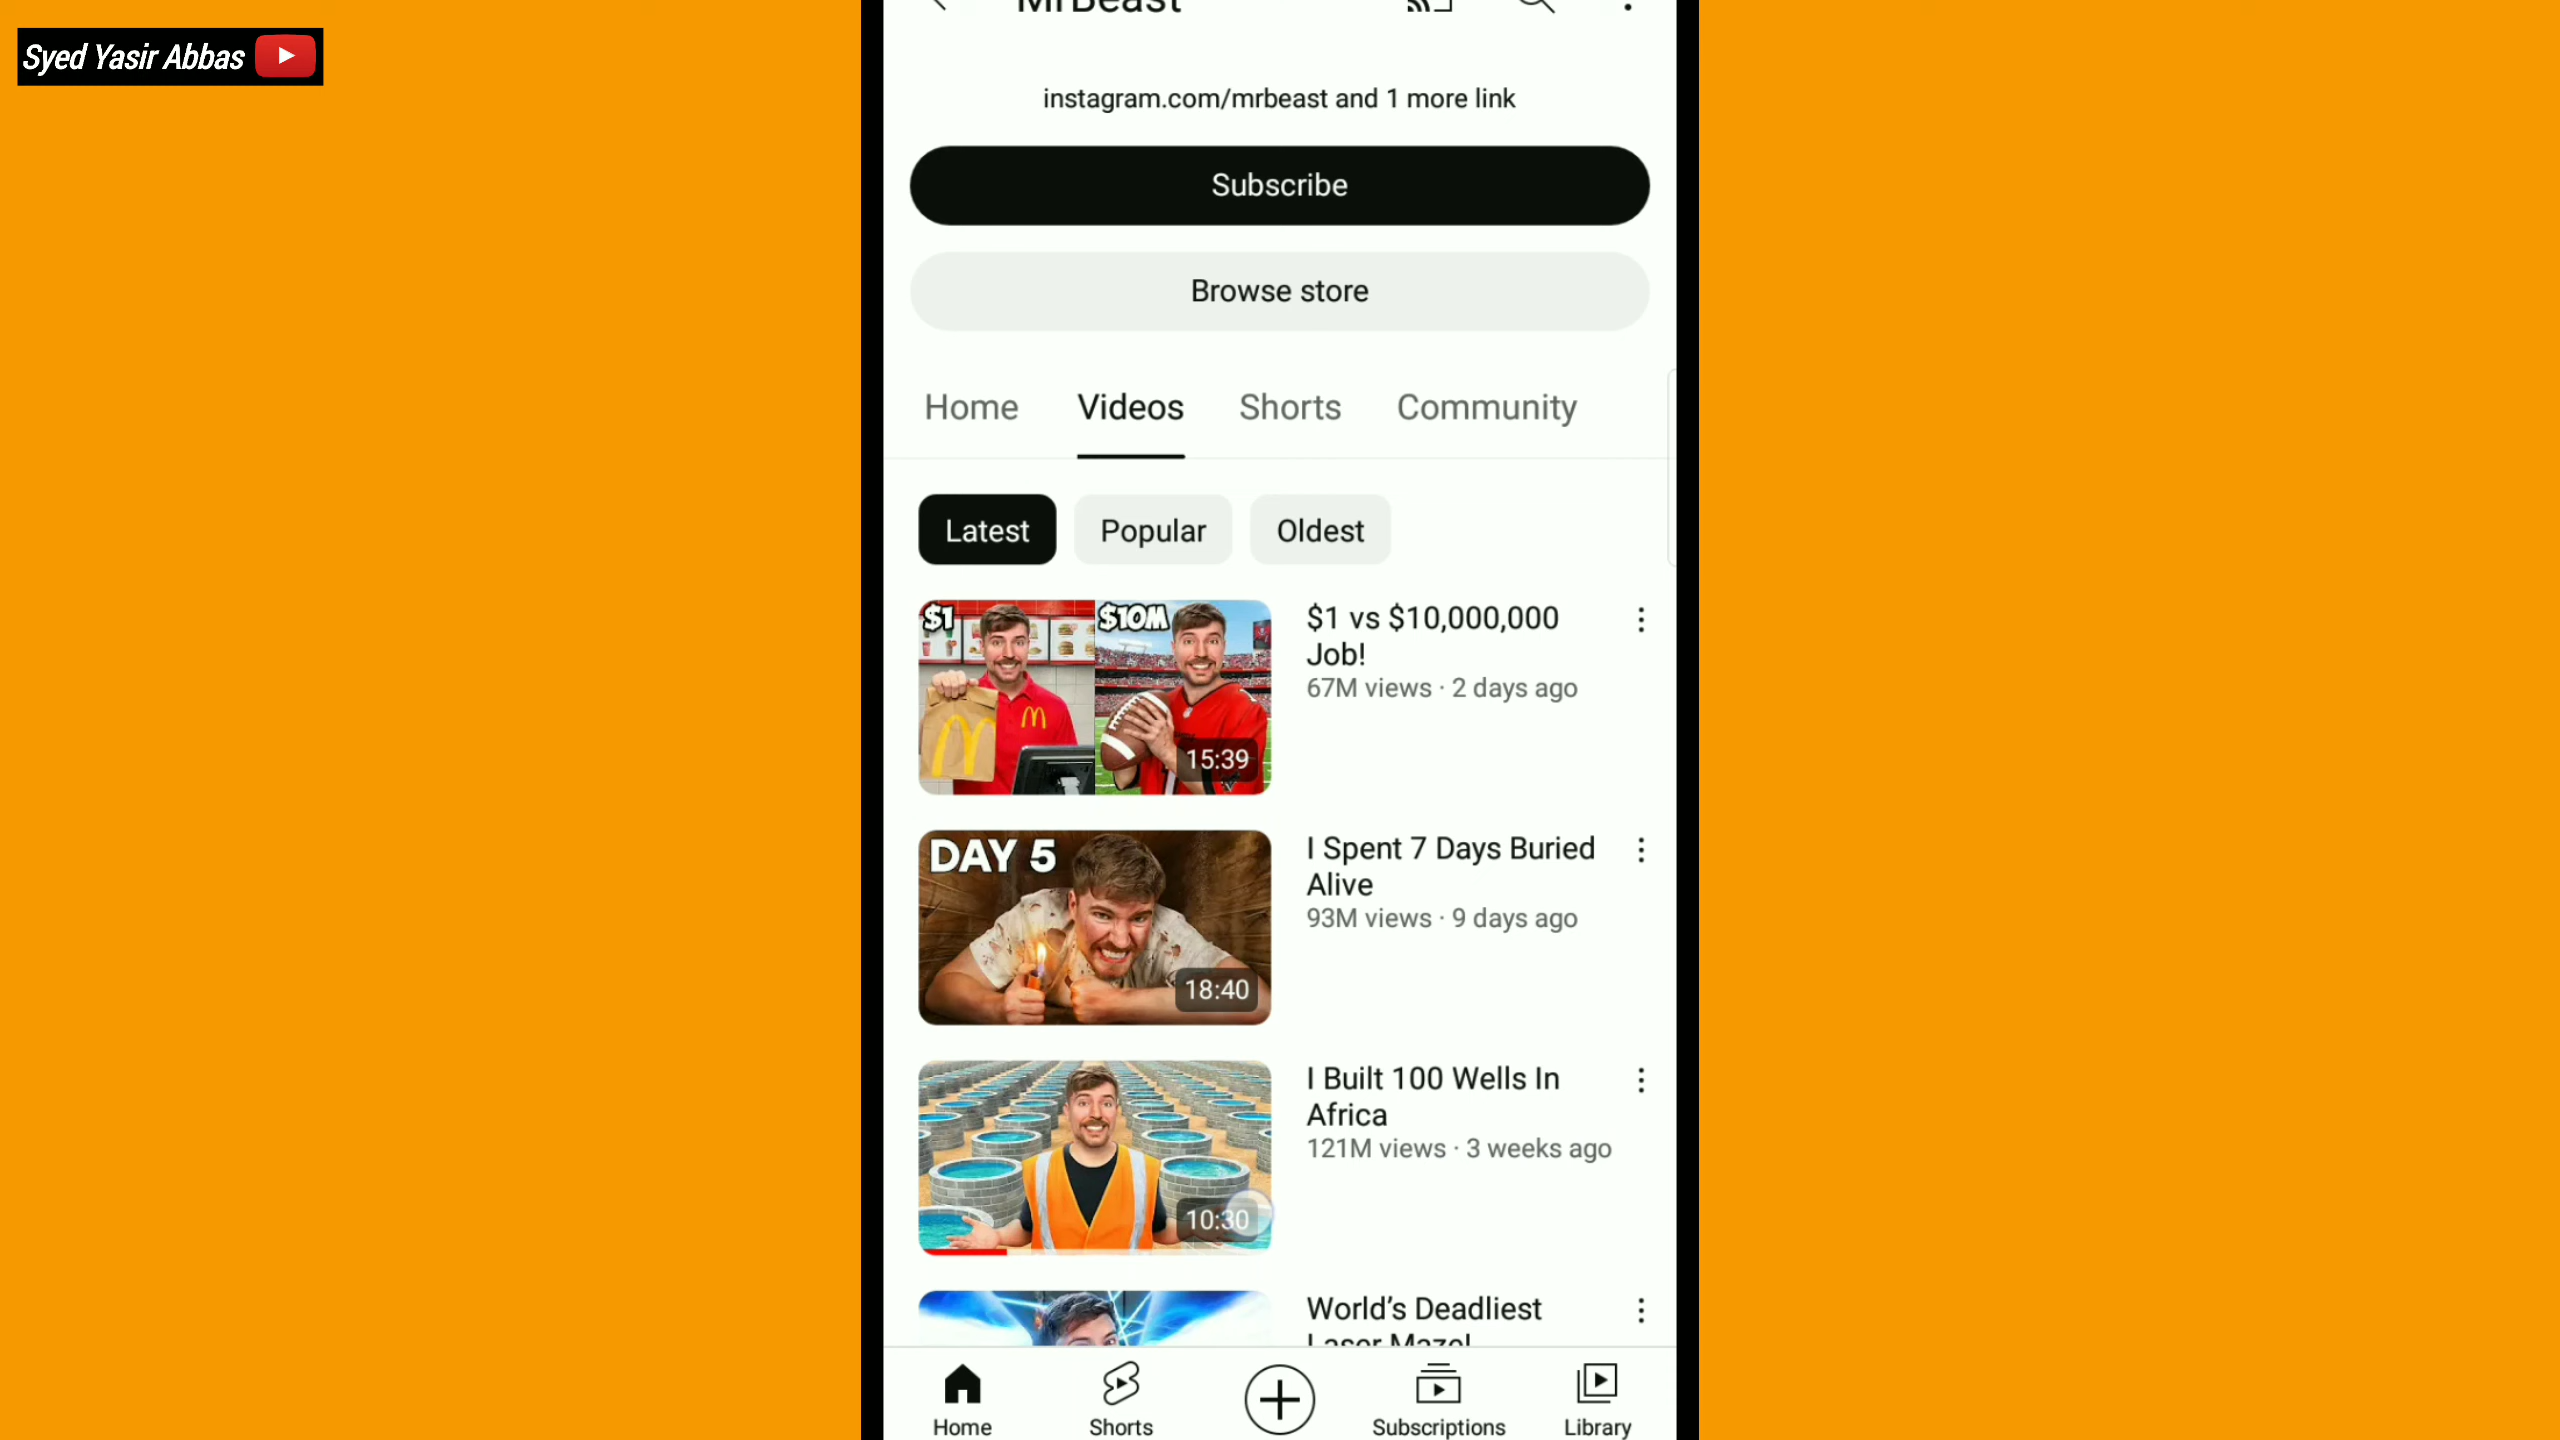 MrBeast
Syed Yasir Abbas
instagram.com/mrbeast and 1 more link
Subscribe
Browse store
Home Videos Shorts Community
Latest Popular Oldest
$1 $10M
15:39
$1 vs $10,000,000
Job!
67M views · 2 days ago
DAY 5
18:40
I Spent 7 Days Buried
Alive
93M views · 9 days ago
10:30
I Built 100 Wells In
Africa
121M views · 3 weeks ago
World’s Deadliest
Laser Maze!
Home Shorts Subscriptions Library